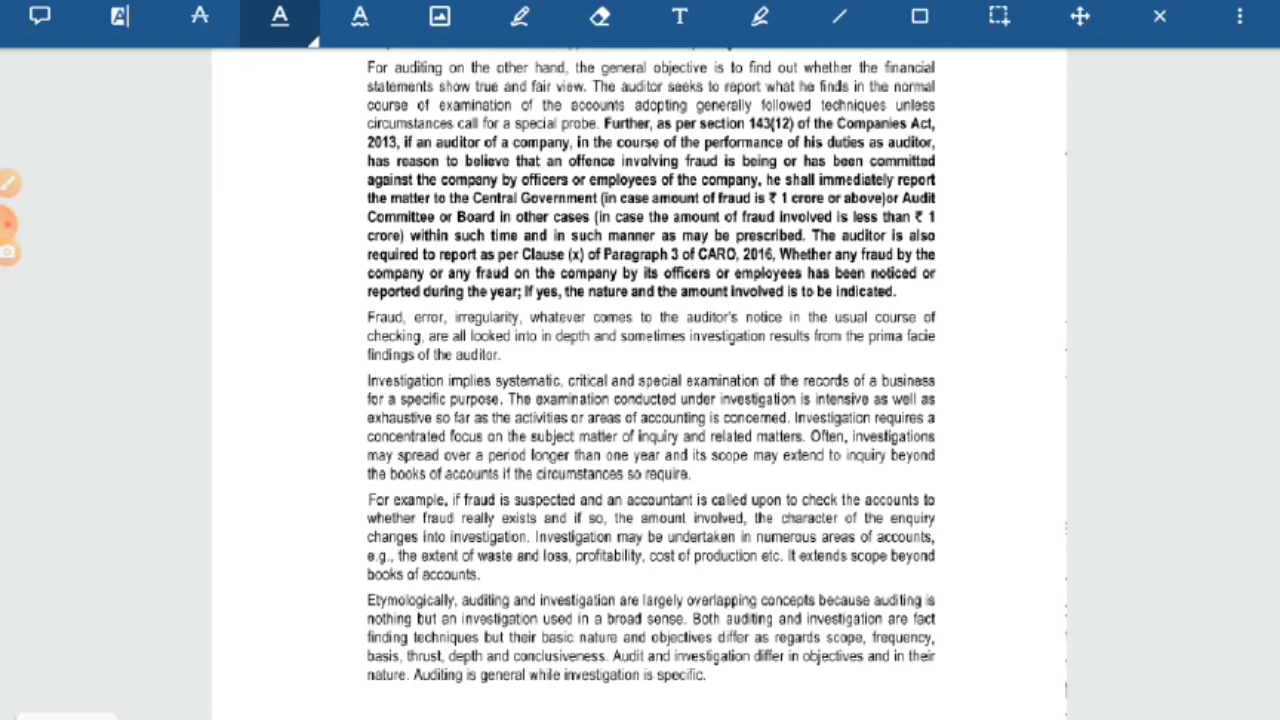 For auditing on the other hand, the general objective is to find out whether the financial
statements show true and fair view. The auditor seeks to report what he finds in the normal
course of examination of the accounts adopting generally followed techniques unless
circumstances call for a special probe. Further, as per section 143(12) of the Companies Act,
2013, if an auditor of a company, in the course of the performance of his duties as auditor,
has reason to believe that an offence involving fraud is being or has been committed
against the company by officers or employees of the company, he shall immediately report
the matter to the Central Government (in case amount of fraud is ₹ 1 crore or above)or Audit
Committee or Board in other cases (in case the amount of fraud involved is less than ₹ 1
crore) within such time and in such manner as may be prescribed. The auditor is also
required to report as per Clause (x) of Paragraph 3 of CARO, 2016, Whether any fraud by the
company or any fraud on the company by its officers or employees has been noticed or
reported during the year; If yes, the nature and the amount involved is to be indicated.
Fraud, error, irregularity, whatever comes to the auditor's notice in the usual course of
checking, are all looked into in depth and sometimes investigation results from the prima facie
findings of the auditor.
Investigation implies systematic, critical and special examination of the records of a business
for a specific purpose. The examination conducted under investigation is intensive as well as
exhaustive so far as the activities or areas of accounting is concerned. Investigation requires a
concentrated focus on the subject matter of inquiry and related matters. Often, investigations
may spread over a period longer than one year and its scope may extend to inquiry beyond
the books of accounts if the circumstances so require.
For example, if fraud is suspected and an accountant is called upon to check the accounts to
whether fraud really exists and if so, the amount involved, the character of the enquiry
changes into investigation. Investigation may be undertaken in numerous areas of accounts,
e.g., the extent of waste and loss, profitability, cost of production etc. It extends scope beyond
books of accounts.
Etymologically, auditing and investigation are largely overlapping concepts because auditing is
nothing but an investigation used in a broad sense. Both auditing and investigation are fact
finding techniques but their basic nature and objectives differ as regards scope, frequency,
basis, thrust, depth and conclusiveness. Audit and investigation differ in objectives and in their
nature. Auditing is general while investigation is specific.